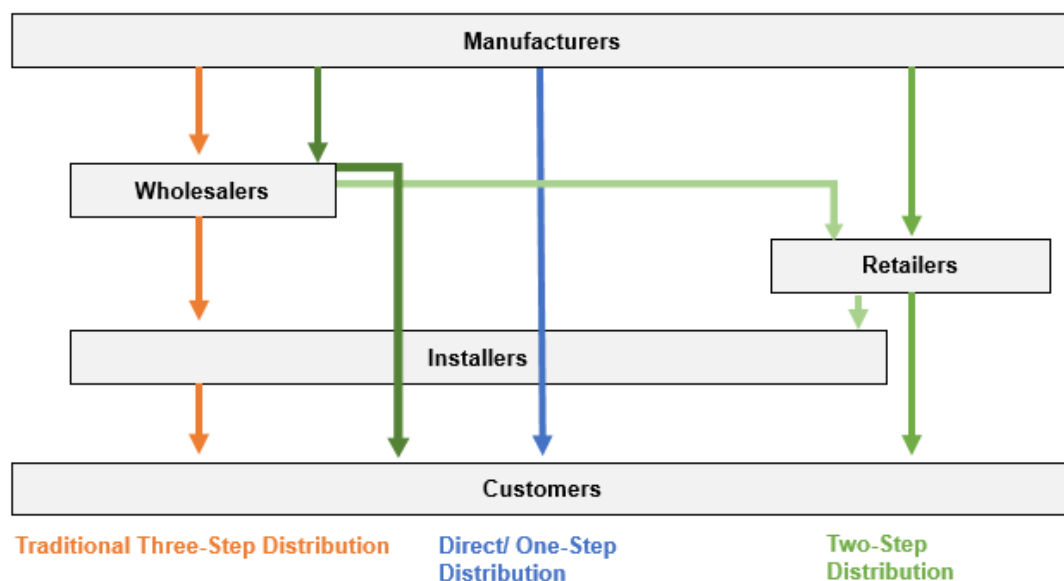 Manufacturers
Wholesalers
Retailers
Installers
Customers
Traditional Three-Step Distribution
Direct/ One-Step
Distribution
Two-Step
Distribution